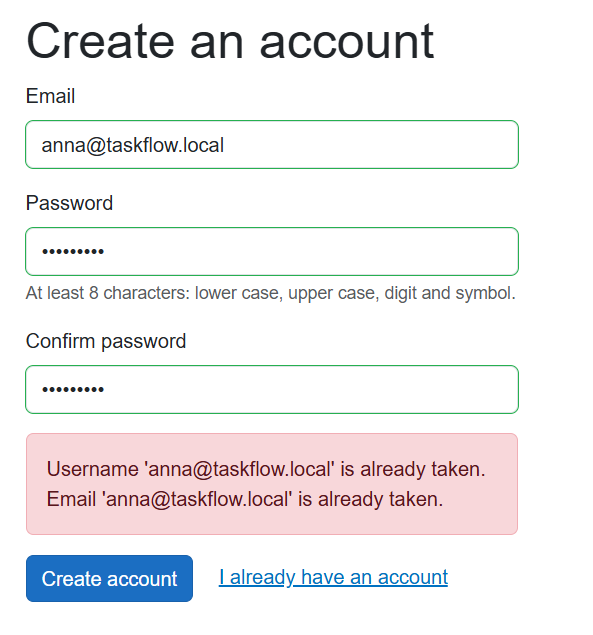 Create an account
Email
anna@taskflow.local
Password
•••••••••
At least 8 characters: lower case, upper case, digit and symbol.
Confirm password
•••••••••
Username 'anna@taskflow.local' is already taken.
Email 'anna@taskflow.local' is already taken.
Create account I already have an account